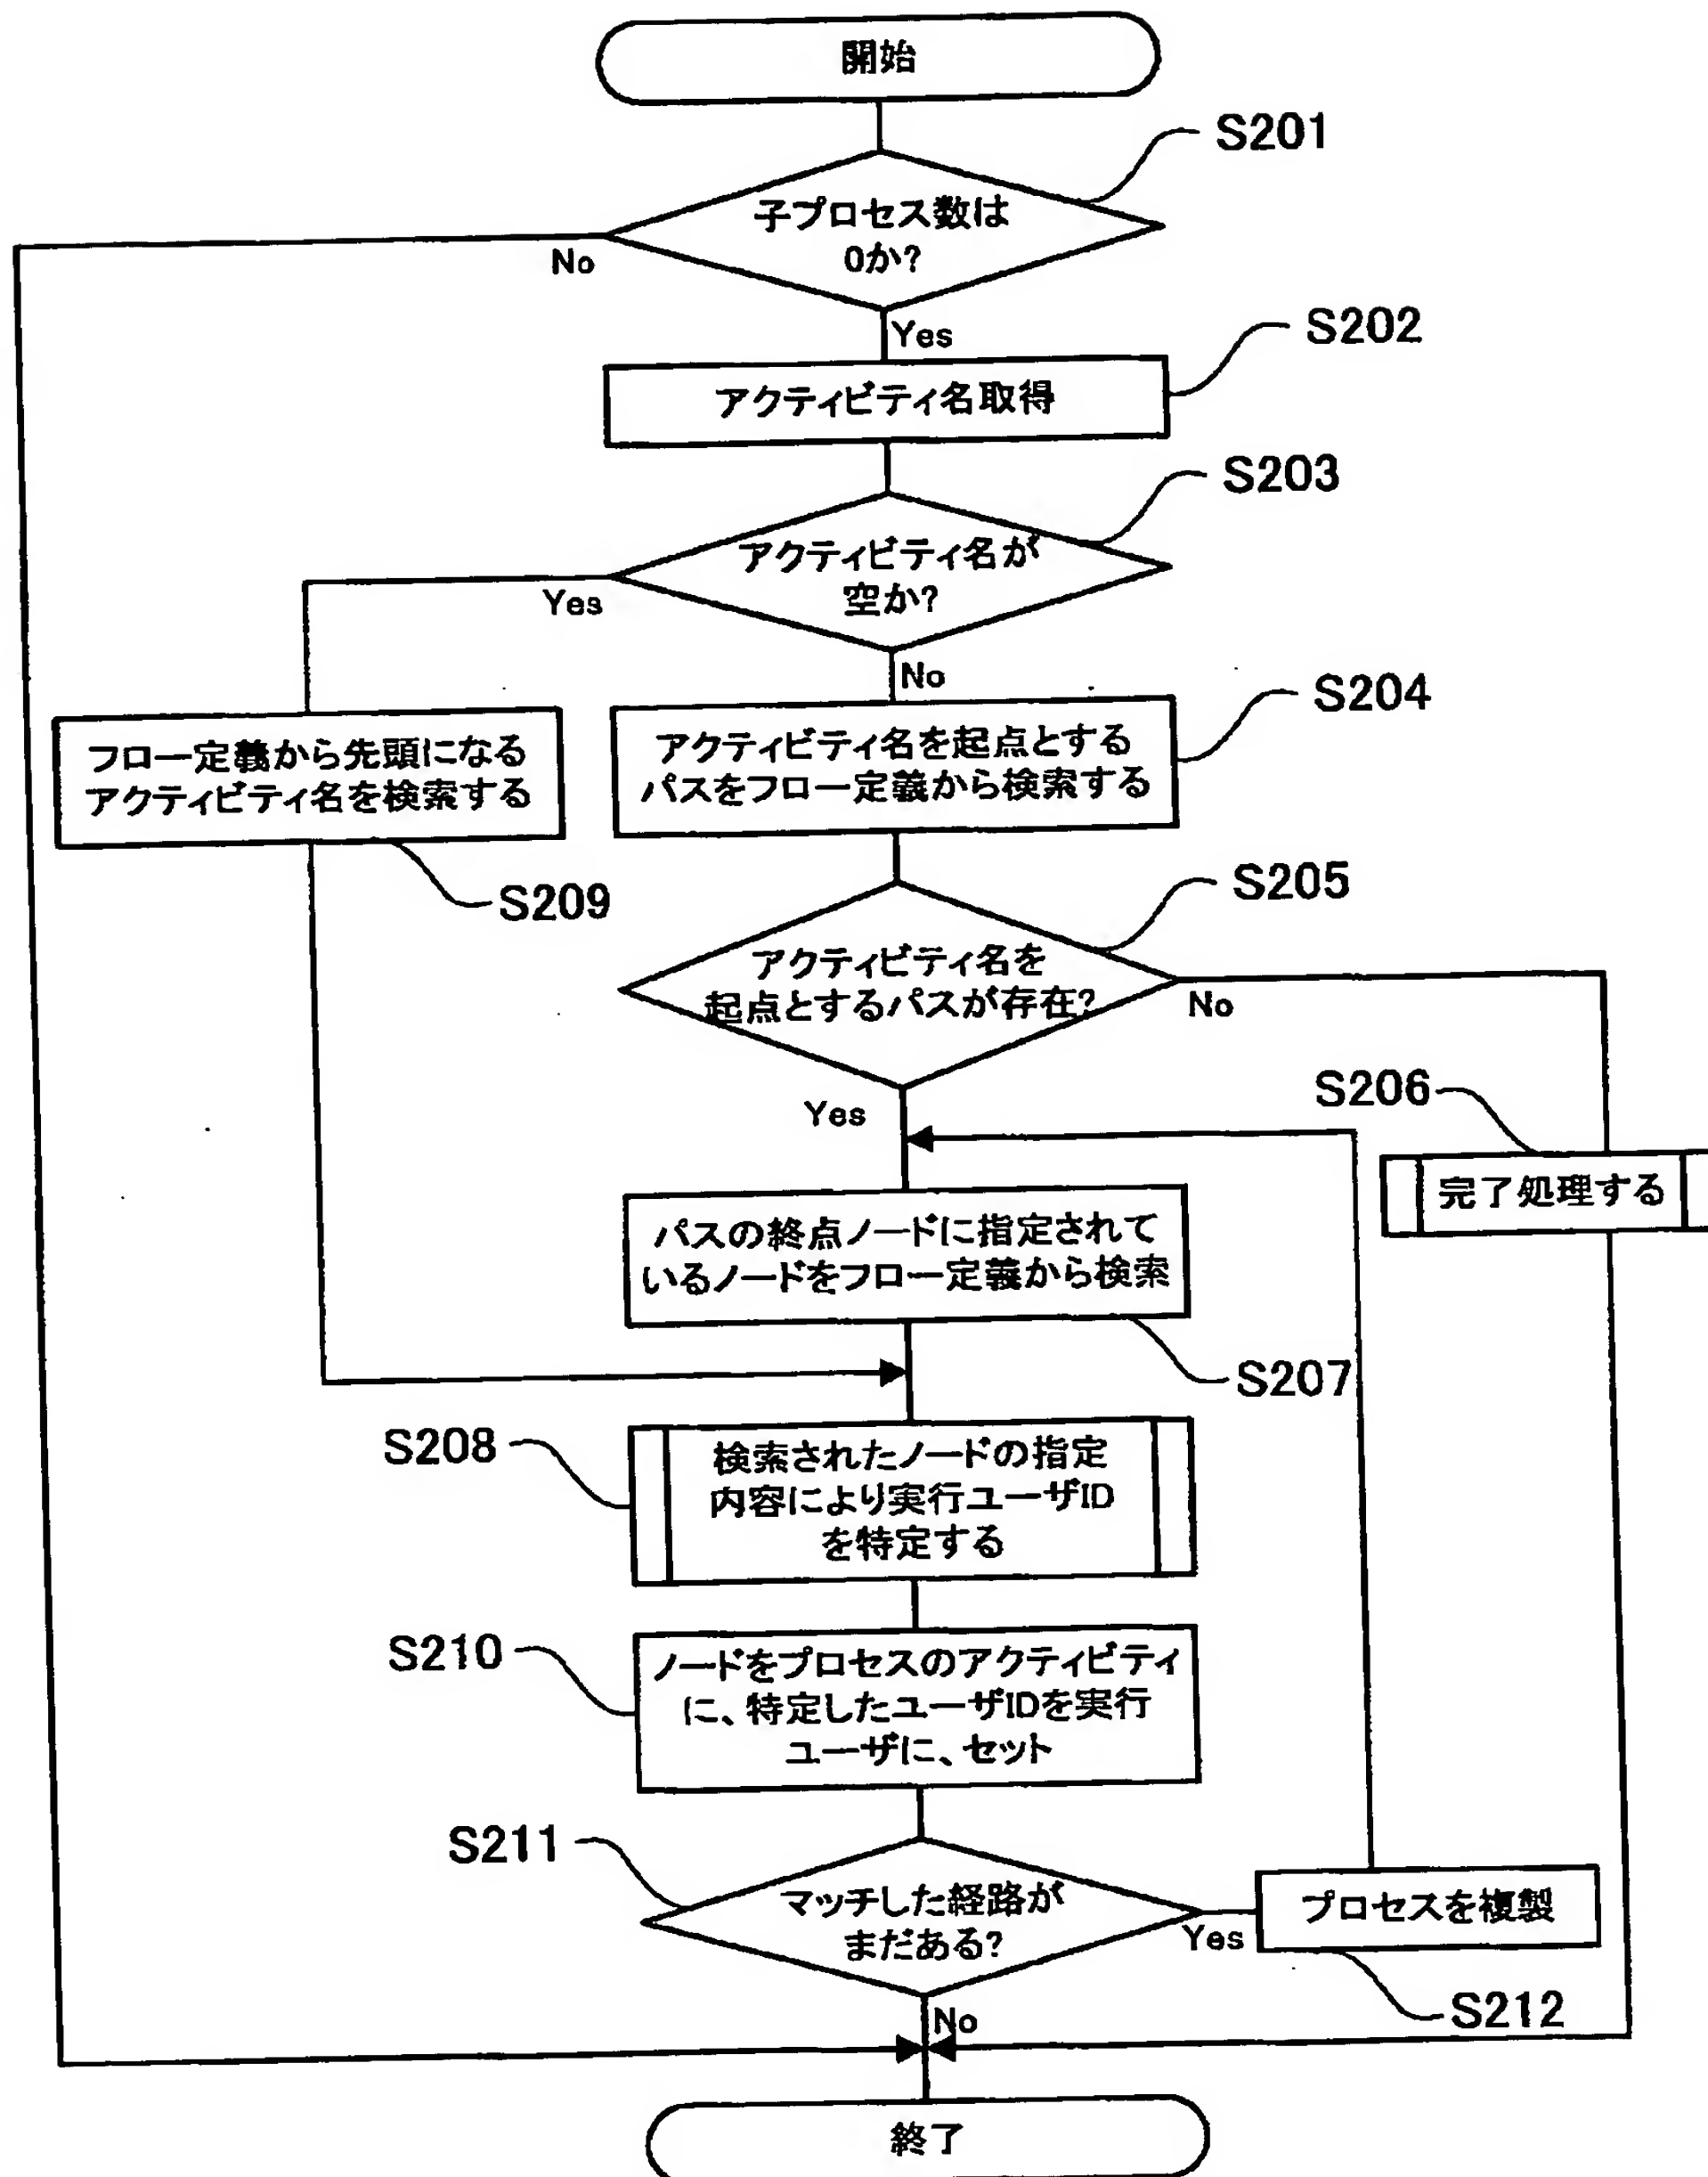 開始
S201
子プロセス数は
0か?
No
Yes
S202
アクティビティ名取得
S203
アクティビティ名が
空か?
Yes
No
S204
フロー定義から先頭になる
アクティビティ名を検索する
アクティビティ名を起点とする
パスをフロー定義から検索する
S209
S205
アクティビティ名を
起点とするパスが存在?
No
Yes
S206
完了処理する
パスの終点ノードに指定されて
いるノードをフロー定義から検索
S207
S208
検索されたノードの指定
内容により実行ユーザID
を特定する
S210
ノードをプロセスのアクティビティ
に、特定したユーザIDを実行
ユーザに、セット
S211
マッチした経路が
まだある?
Yes
プロセスを複製
S212
No
終了